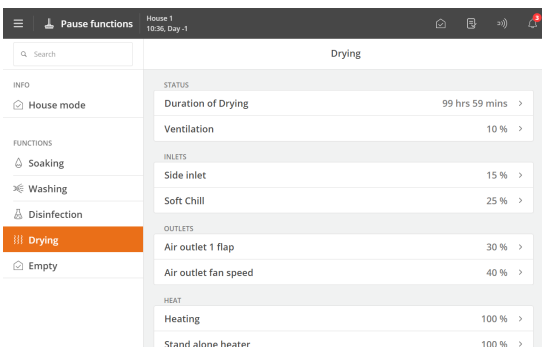 Pause functions
House 1
10:36, Day -1
3
Search
INFO
House mode
FUNCTIONS
Soaking
Washing
Disinfection
Drying
Empty
Drying
STATUS
Duration of Drying 99 hrs 59 mins
Ventilation 10 %
INLETS
Side inlet 15 %
Soft Chill 25 %
OUTLETS
Air outlet 1 flap 30 %
Air outlet fan speed 40 %
HEAT
Heating 100 %
Stand alone heater 100 %